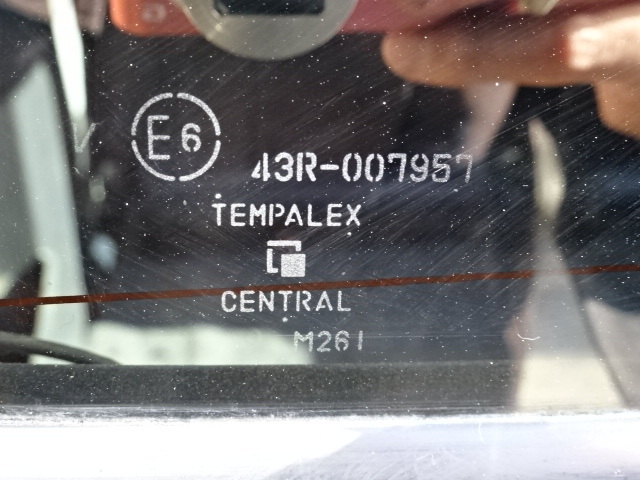 E6
43R-007957
TEMPALEX
CENTRAL
M261